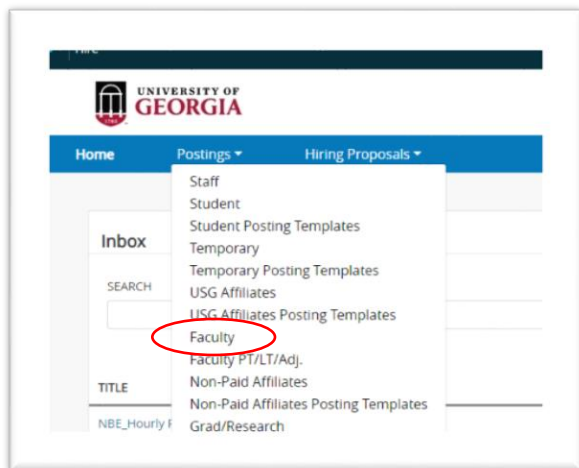 Hire
UNIVERSITY OF
GEORGIA
1785
Home Postings Hiring Proposals
Staff
Student
Student Posting Templates
Inbox
Temporary
Temporary Posting Templates
SEARCH
USG Affiliates
USG Affiliates Posting Templates
Faculty
Faculty PT/LT/Adj.
TITLE
Non-Paid Affiliates
Non-Paid Affiliates Posting Templates
NBE_Hourly
Grad/Research